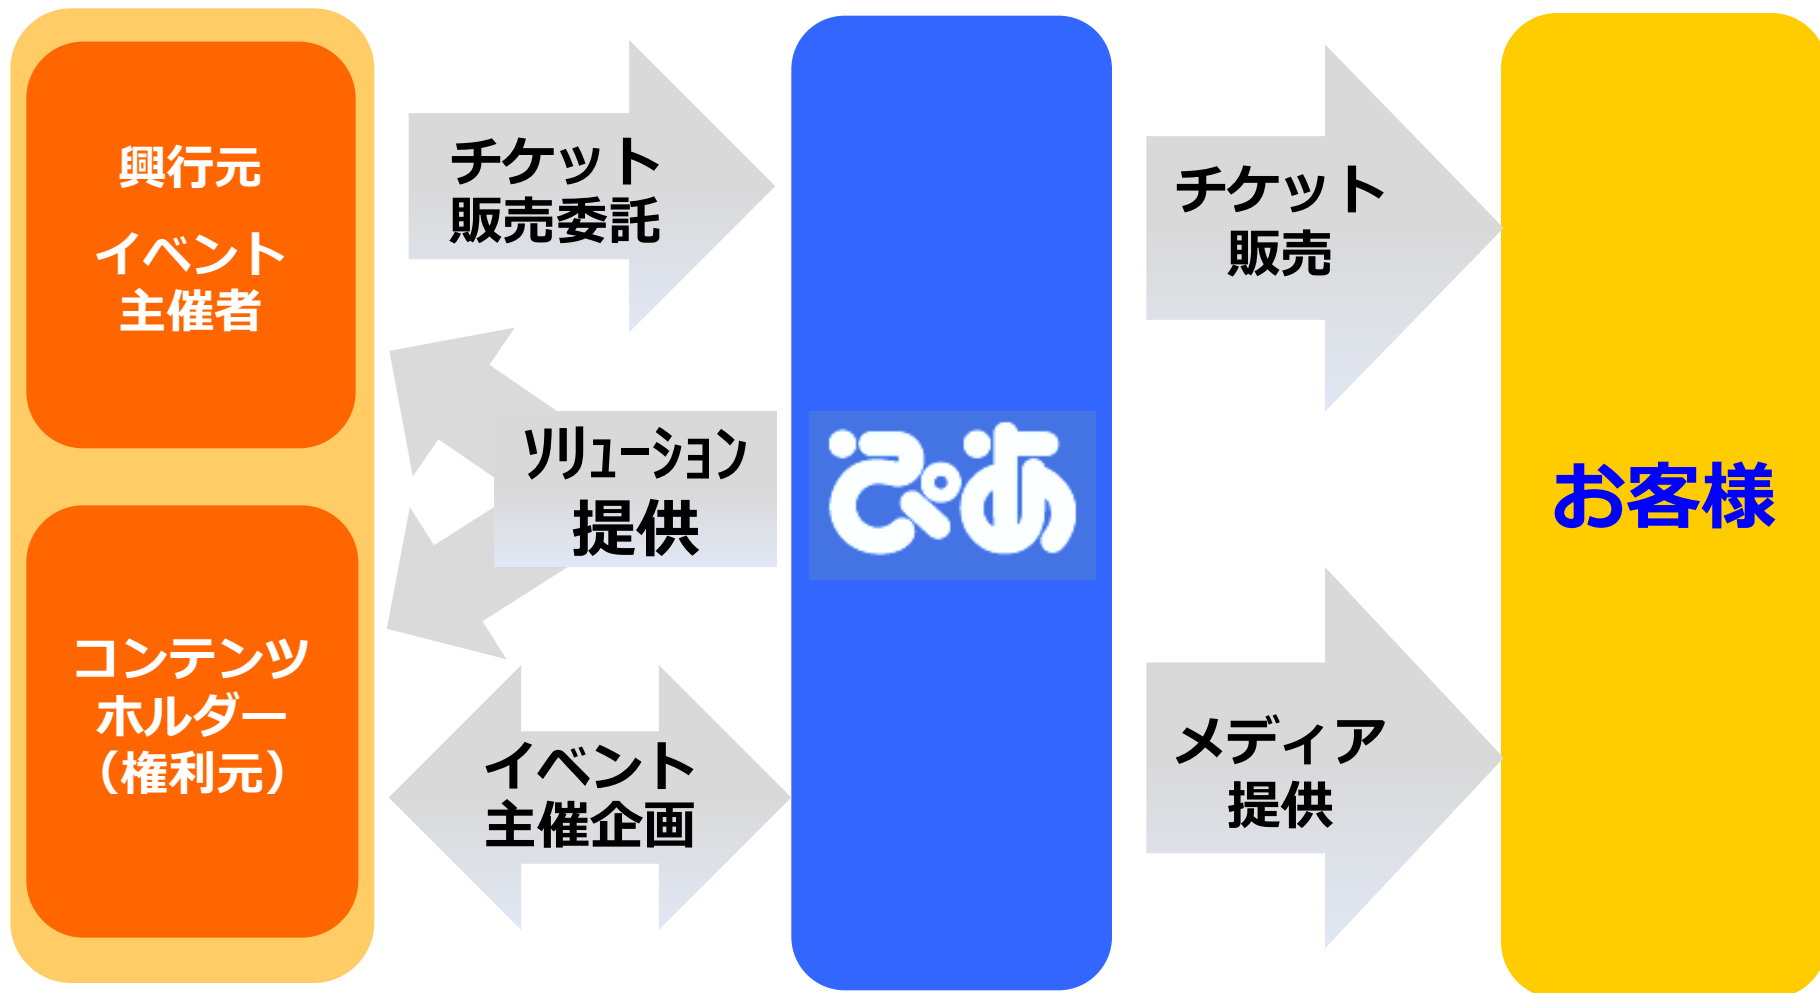 興行元
イベント
主催者
コンテンツ
ホルダー
（権利元）
チケット
販売委託
ｿﾘｭｰｼｮﾝ
提供
イベント
主催企画
ぴあ
チケット
販売
メディア
提供
お客様